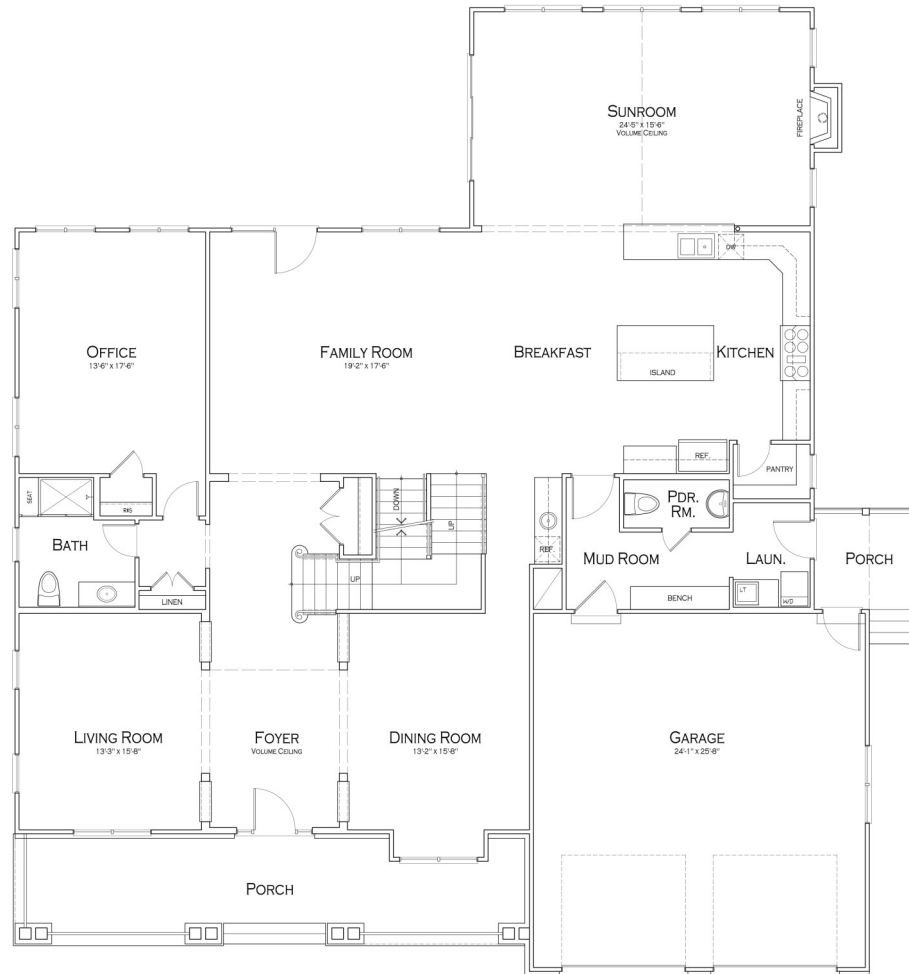 SUNROOM
24'-5" X 15'-6"
VOLUME CEILING
FIREPLACE
DW
OFFICE
13'-6" X 17'-6"
FAMILY ROOM
19'-2" X 17'-6"
BREAKFAST
KITCHEN
ISLAND
REF.
PANTRY
SEAT
R&S
DOWN
UP
PDR.
RM.
BATH
REF.
MUD ROOM
LAUN.
PORCH
UP
LT
W/D
LINEN
BENCH
LIVING ROOM
13'-3" X 15'-8"
FOYER
VOLUME CEILING
DINING ROOM
13'-2" X 15'-8"
GARAGE
24'-1" X 25'-8"
PORCH